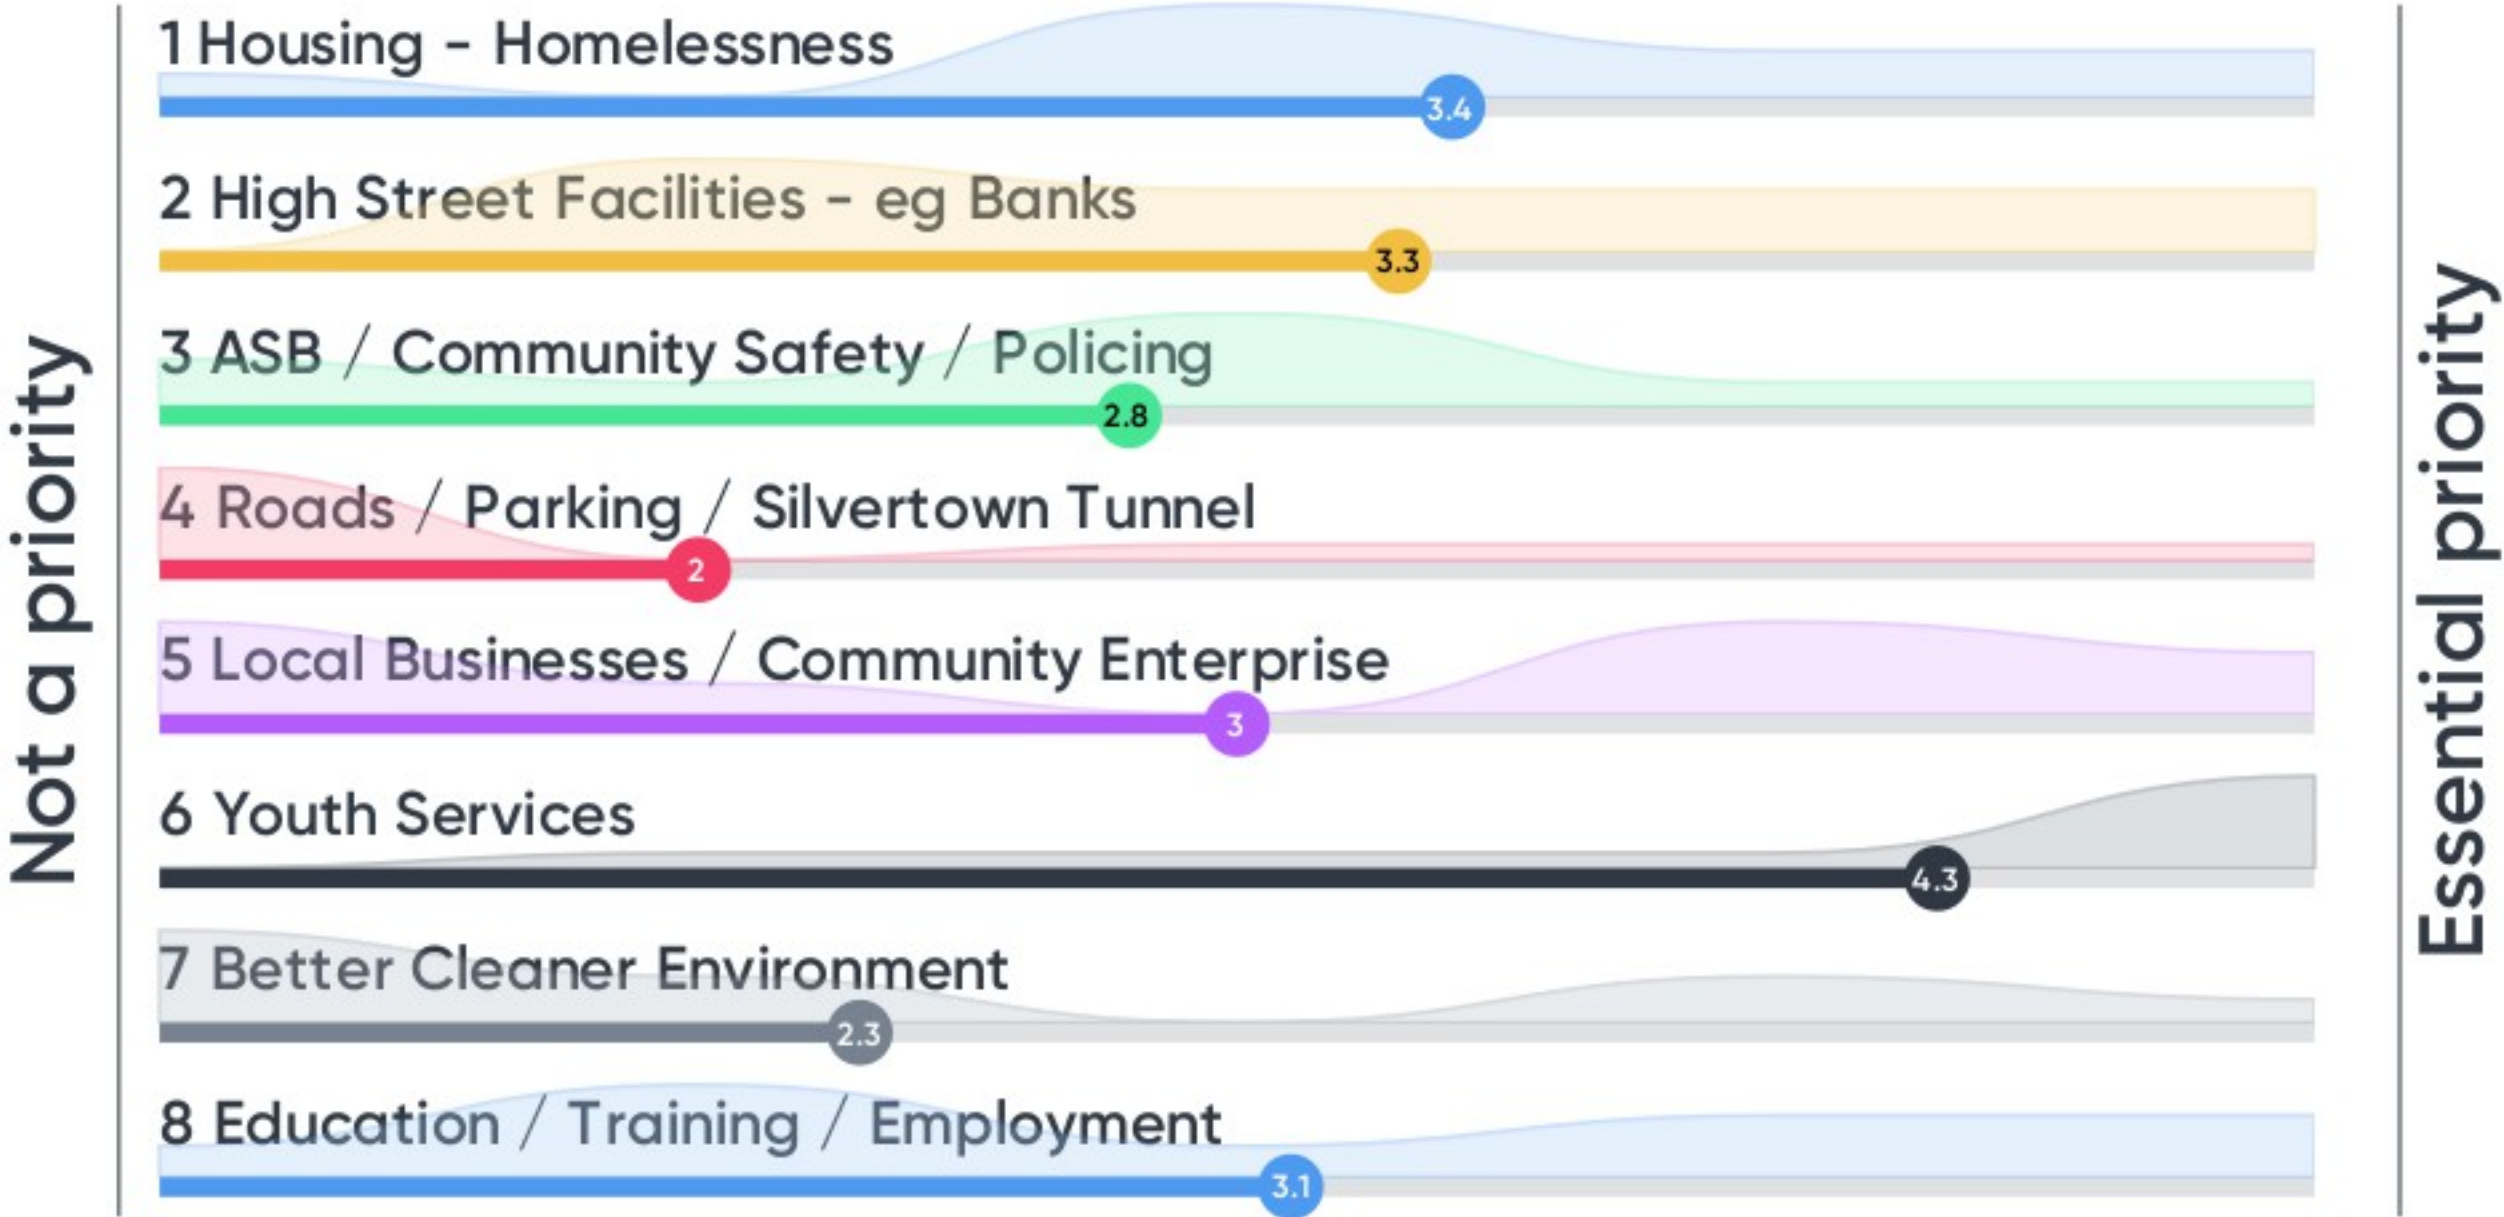 Not a priority
1 Housing - Homelessness
3.4
2 High Street Facilities - eg Banks
3.3
3 ASB / Community Safety / Policing
2.8
4 Roads / Parking / Silvertown Tunnel
2
5 Local Businesses / Community Enterprise
3
6 Youth Services
4.3
7 Better Cleaner Environment
2.3
8 Education / Training / Employment
3.1
Essential priority